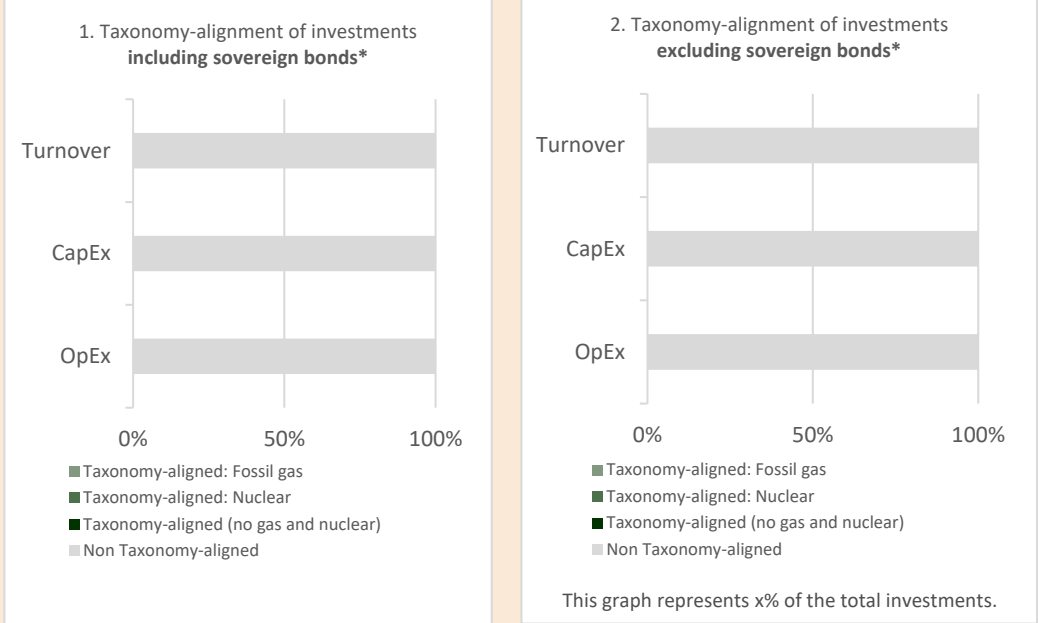 1. Taxonomy-alignment of investments
including sovereign bonds*
Turnover
CapEx
OpEx
0% 50% 100%
Taxonomy-aligned: Fossil gas
Taxonomy-aligned: Nuclear
Taxonomy-aligned (no gas and nuclear)
Non Taxonomy-aligned
2. Taxonomy-alignment of investments
excluding sovereign bonds*
Turnover
CapEx
OpEx
0% 50% 100%
Taxonomy-aligned: Fossil gas
Taxonomy-aligned: Nuclear
Taxonomy-aligned (no gas and nuclear)
Non Taxonomy-aligned
This graph represents x% of the total investments.